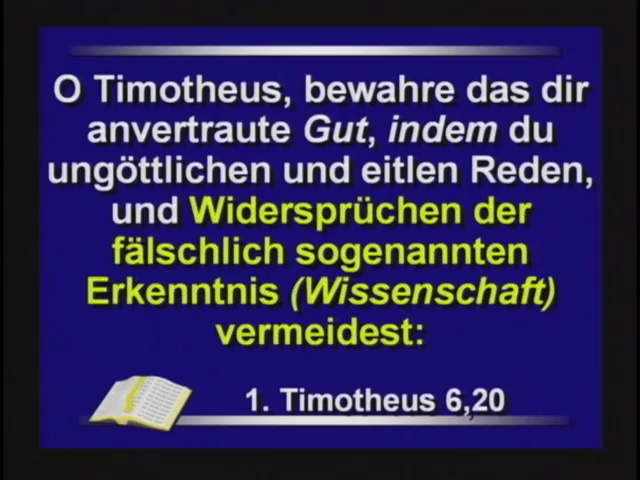 O Timotheus, bewahre das dir
anvertraute Gut, indem du
ungöttlichen und eitlen Reden,
und Widersprüchen der
fälschlich sogenannten
Erkenntnis (Wissenschaft)
vermeidest:
1. Timotheus 6,20